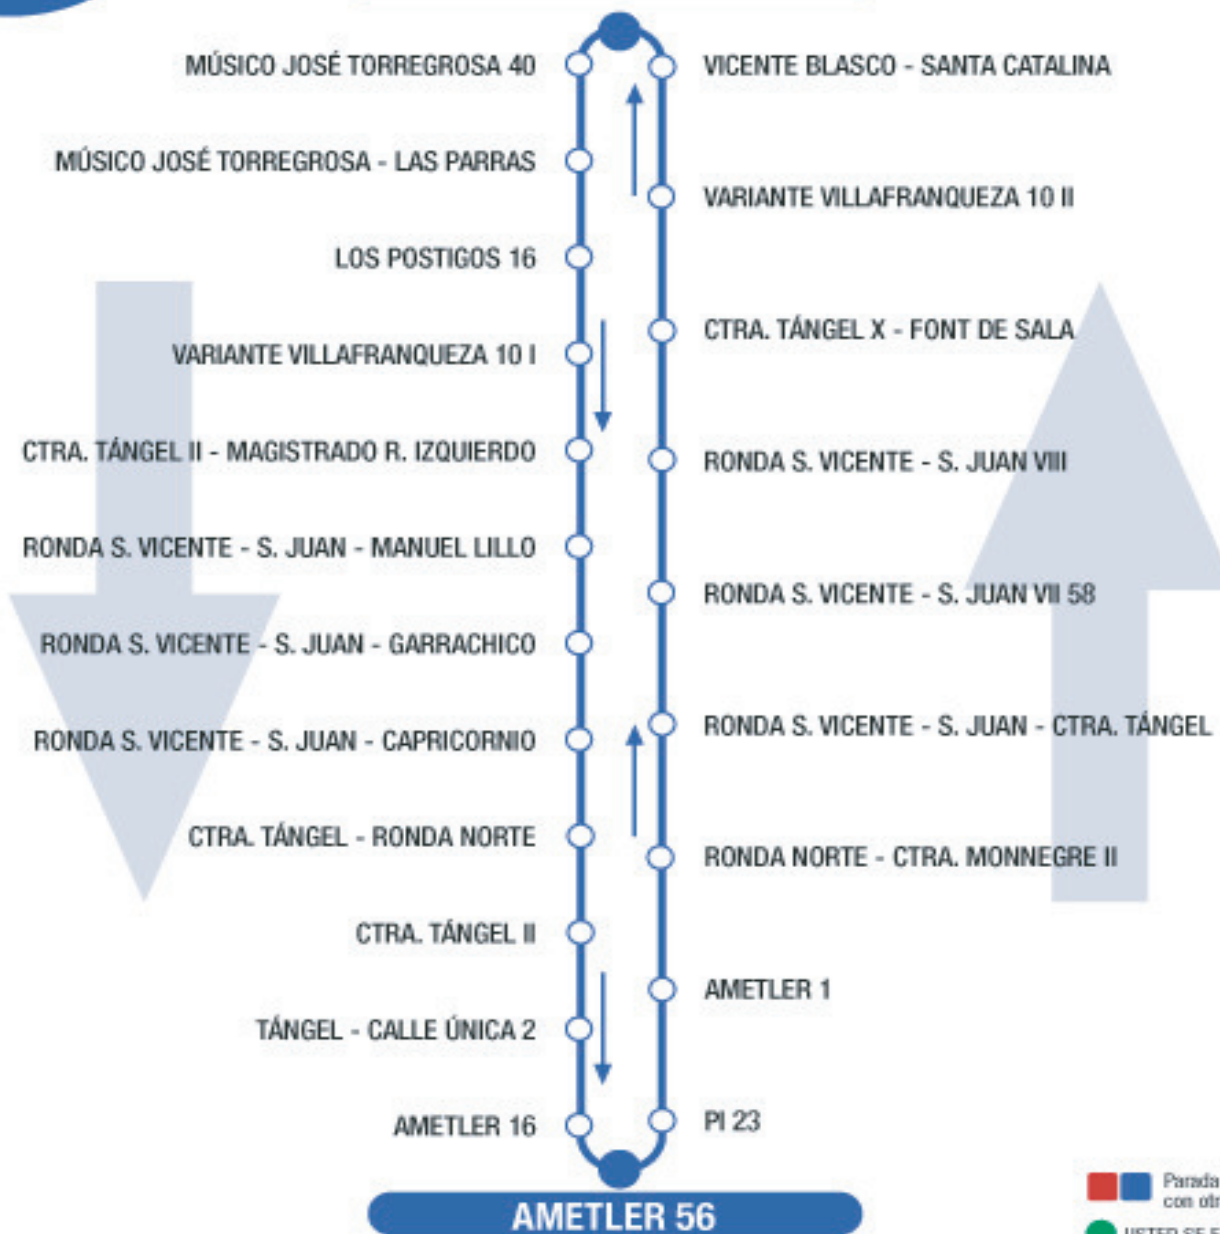 MÚSICO JOSÉ TORREGROSA 40
MÚSICO JOSÉ TORREGROSA - LAS PARRAS
LOS POSTIGOS 16
VARIANTE VILLAFRANQUEZA 10 I
CTRA. TÁNGEL II - MAGISTRADO R. IZQUIERDO
RONDA S. VICENTE - S. JUAN - MANUEL LILLO
RONDA S. VICENTE - S. JUAN - GARRACHICO
RONDA S. VICENTE - S. JUAN - CAPRICORNIO
CTRA. TÁNGEL - RONDA NORTE
CTRA. TÁNGEL II
TÁNGEL - CALLE ÚNICA 2
AMETLER 16
VICENTE BLASCO - SANTA CATALINA
VARIANTE VILLAFRANQUEZA 10 II
CTRA. TÁNGEL X - FONT DE SALA
RONDA S. VICENTE - S. JUAN VIII
RONDA S. VICENTE - S. JUAN VII 58
RONDA S. VICENTE - S. JUAN - CTRA. TÁNGEL
RONDA NORTE - CTRA. MONNEGRE II
AMETLER 1
PI 23
AMETLER 56
Parada
con otr
USTED SE E